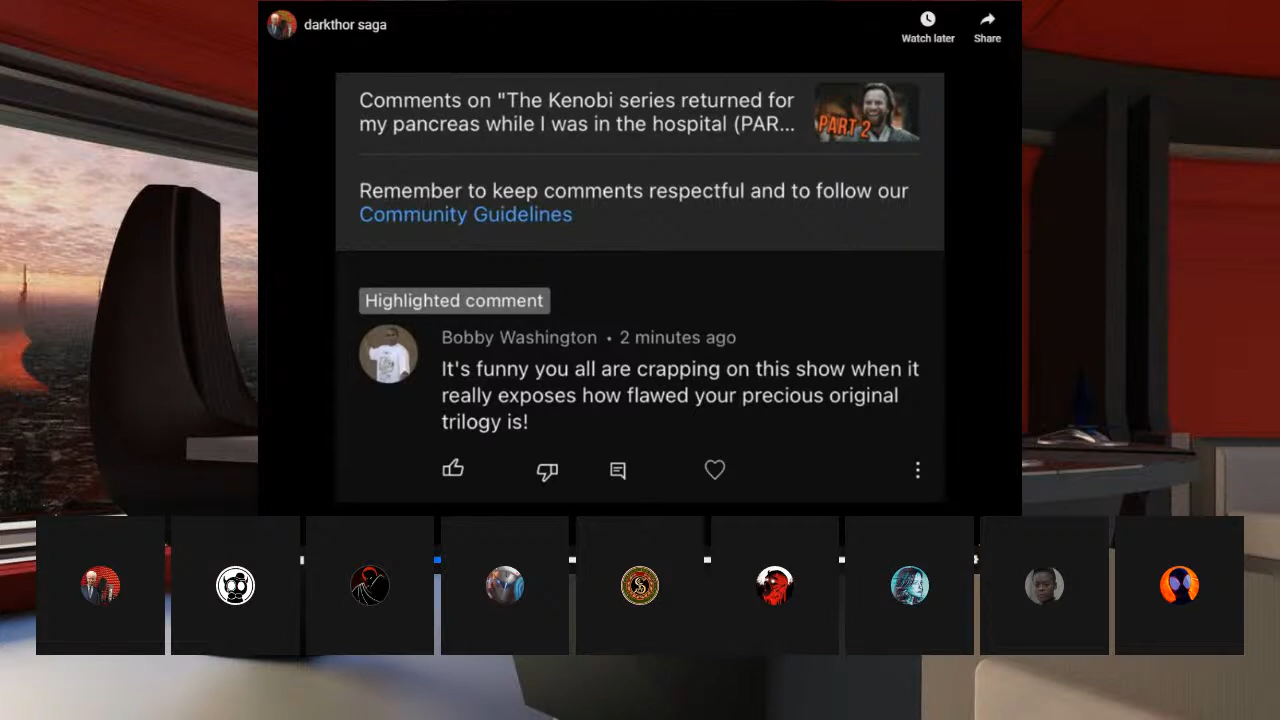 darkthor saga
Watch later
Share
Comments on "The Kenobi series returned for
my pancreas while I was in the hospital (PAR...
PART 2
Remember to keep comments respectful and to follow our
Community Guidelines
Highlighted comment
Bobby Washington • 2 minutes ago
It's funny you all are crapping on this show when it
really exposes how flawed your precious original
trilogy is!